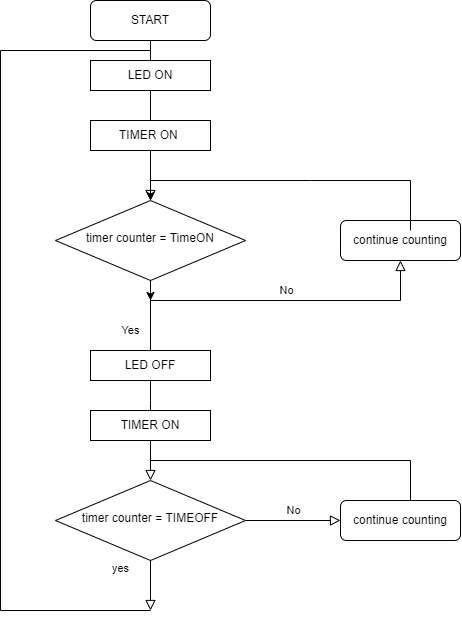 START
LED ON
TIMER ON
timer counter = TimeON
continue counting
No
Yes
LED OFF
TIMER ON
timer counter = TIMEOFF
No
continue counting
yes